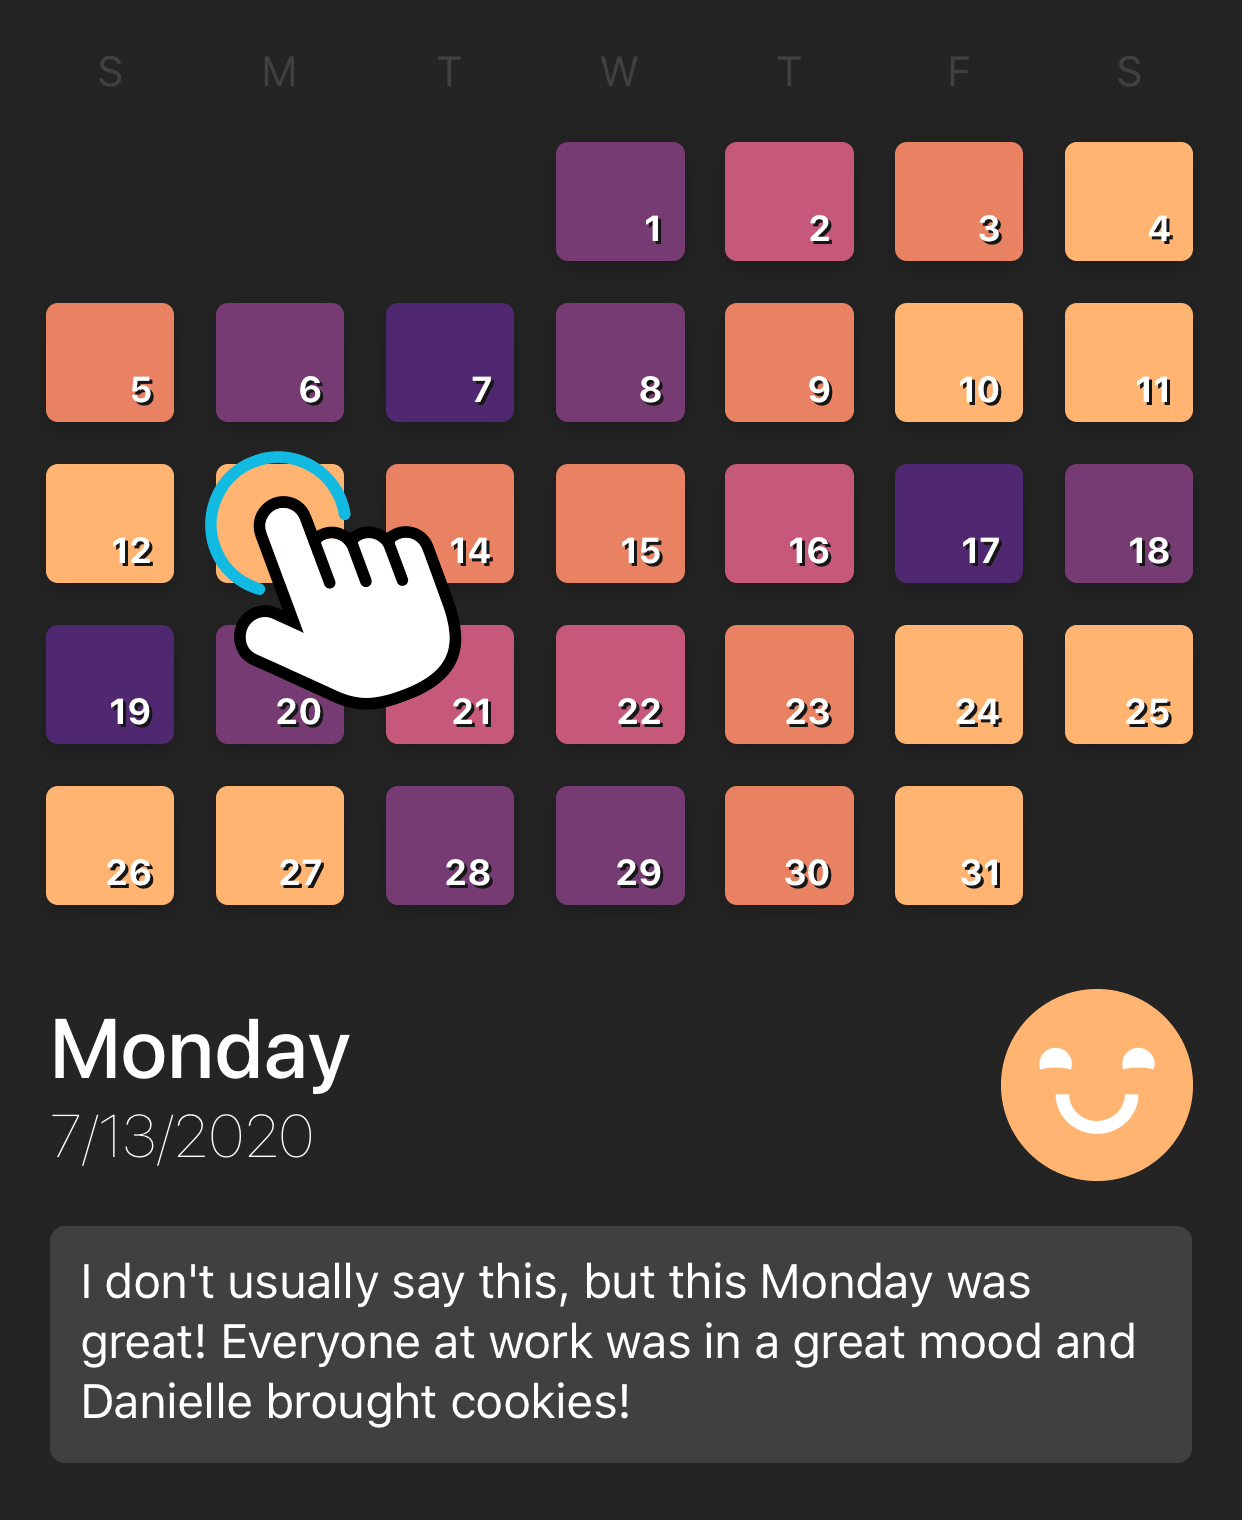 S M T W T F S
1 2 3 4
5 6 7 8 9 10 11
12 14 15 16 17 18
19 20 21 22 23 24 25
26 27 28 29 30 31
Monday
7/13/2020
I don't usually say this, but this Monday was
great! Everyone at work was in a great mood and
Danielle brought cookies!